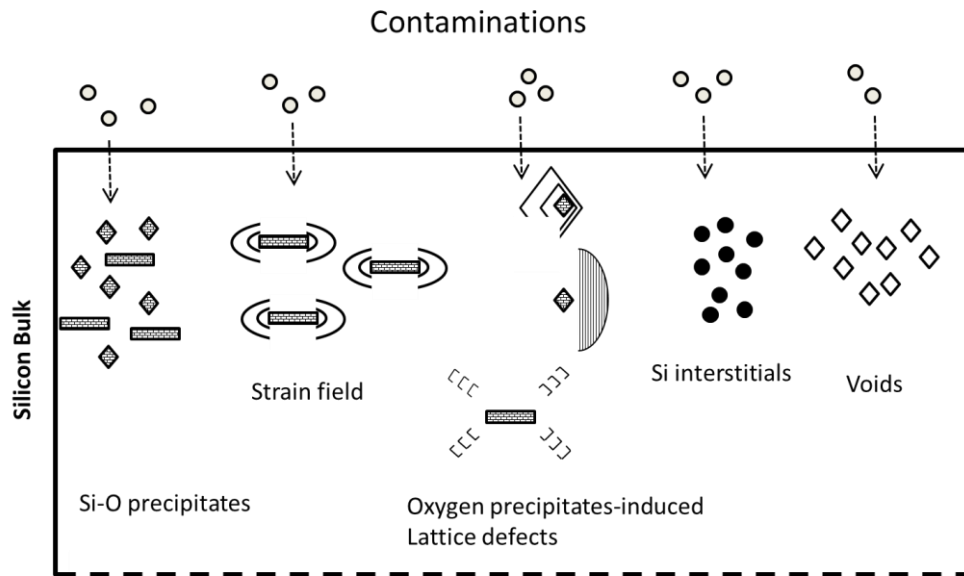 Contaminations
Silicon Bulk
Strain field
Si interstitials
Voids
Si-O precipitates
Oxygen precipitates-induced
Lattice defects